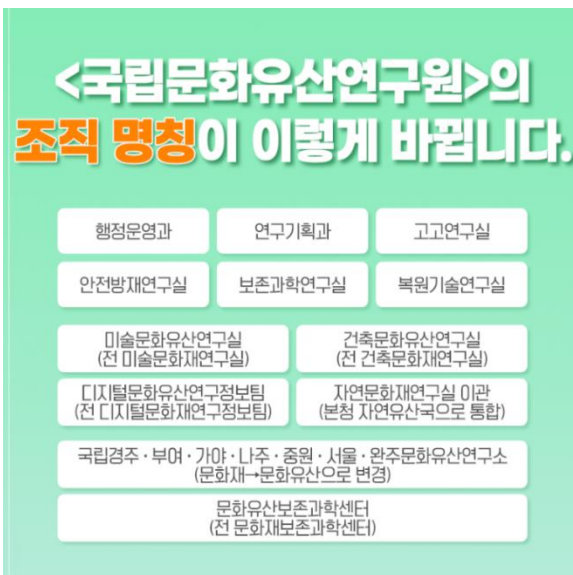 <국립문화유산연구원>의
조직 명칭이 이렇게 바뀝니다.
행정운영과
연구기획과
고고연구실
안전방재연구실
보존과학연구실
복원기술연구실
미술문화유산연구실
(전 미술문화재연구실)
건축문화유산연구실
(전 건축문화재연구실)
디지털문화유산연구정보팀
(전 디지털문화재연구정보팀)
자연문화재연구실 이관
(본청 자연유산국으로 통합)
국립경주·부여·가야·나주·중원·서울·완주문화유산연구소
(문화재→문화유산으로 변경)
문화유산보존과학센터
(전 문화재보존과학센터)